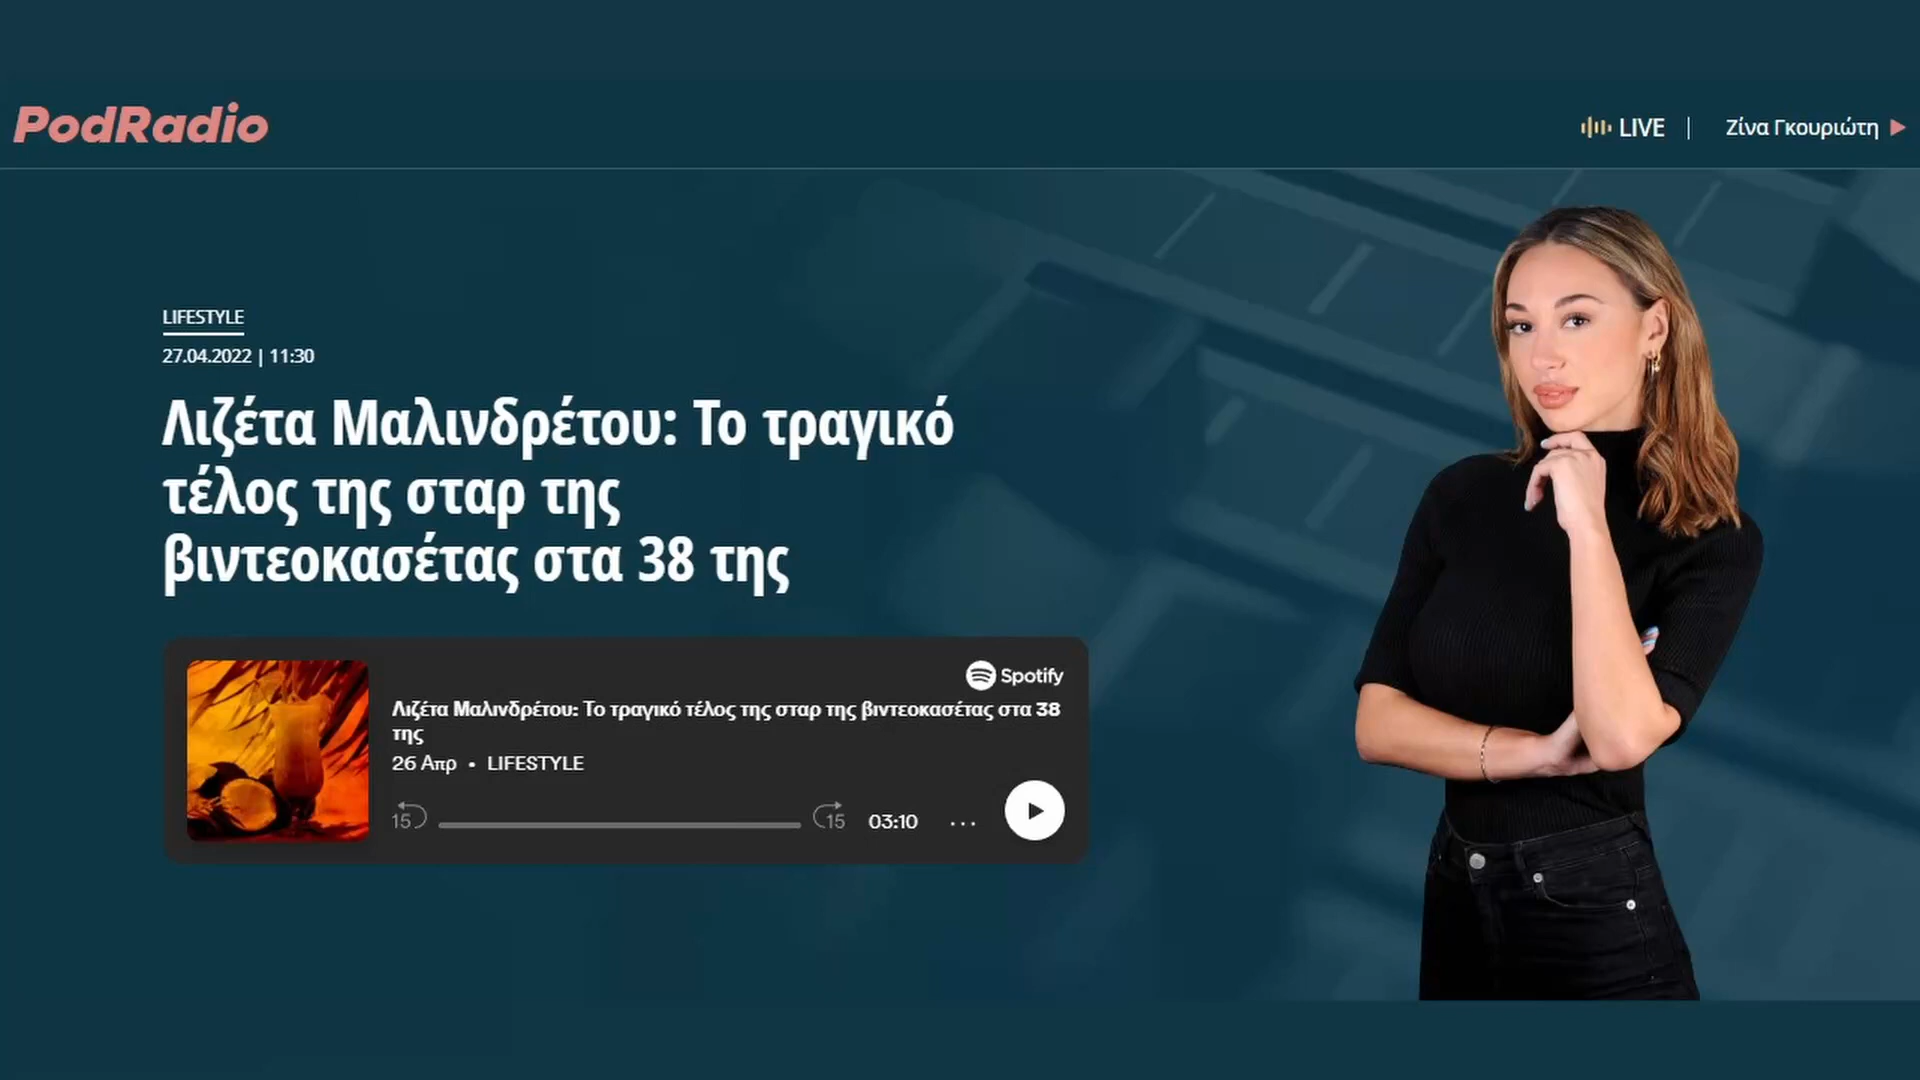 PodRadio
LIVE | Ζίνα Γκουριώτη
LIFESTYLE
27.04.2022 | 11:30
Λιζέτα Μαλινδρέτου: Το τραγικό
τέλος της σταρ της
βιντεοκασέτας στα 38 της
Spotify
Λιζέτα Μαλινδρέτου: Το τραγικό τέλος της σταρ της βιντεοκασέτας στα 38
της
26 Απρ • LIFESTYLE
15 15 03:10 ...